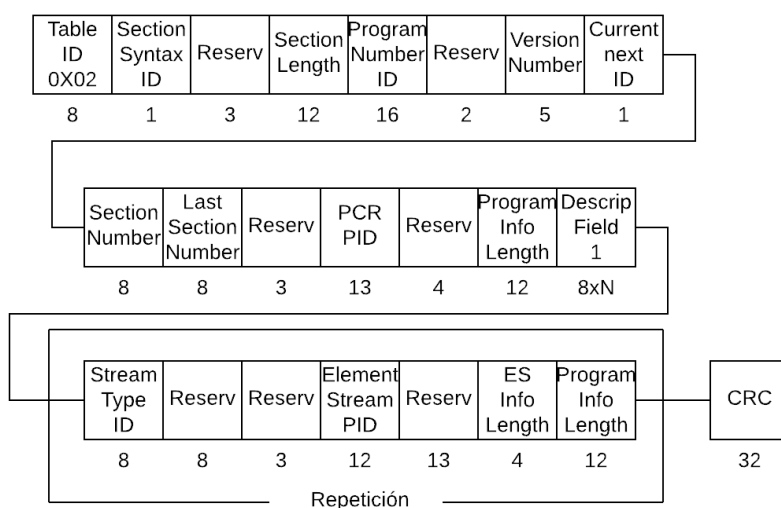 Table ID 0X02
Section Syntax ID
Reserv
Section Length
Program Number ID
Reserv
Version Number
Current next ID
8 1 3 12 16 2 5 1
Section Number
Last Section Number
Reserv
PCR PID
Reserv
Program Info Length
Descrip Field 1
8 8 3 13 4 12 8xN
Stream Type ID
Reserv
Reserv
Element Stream PID
Reserv
ES Info Length
Program Info Length
CRC
8 8 3 12 13 4 12 32
Repetición